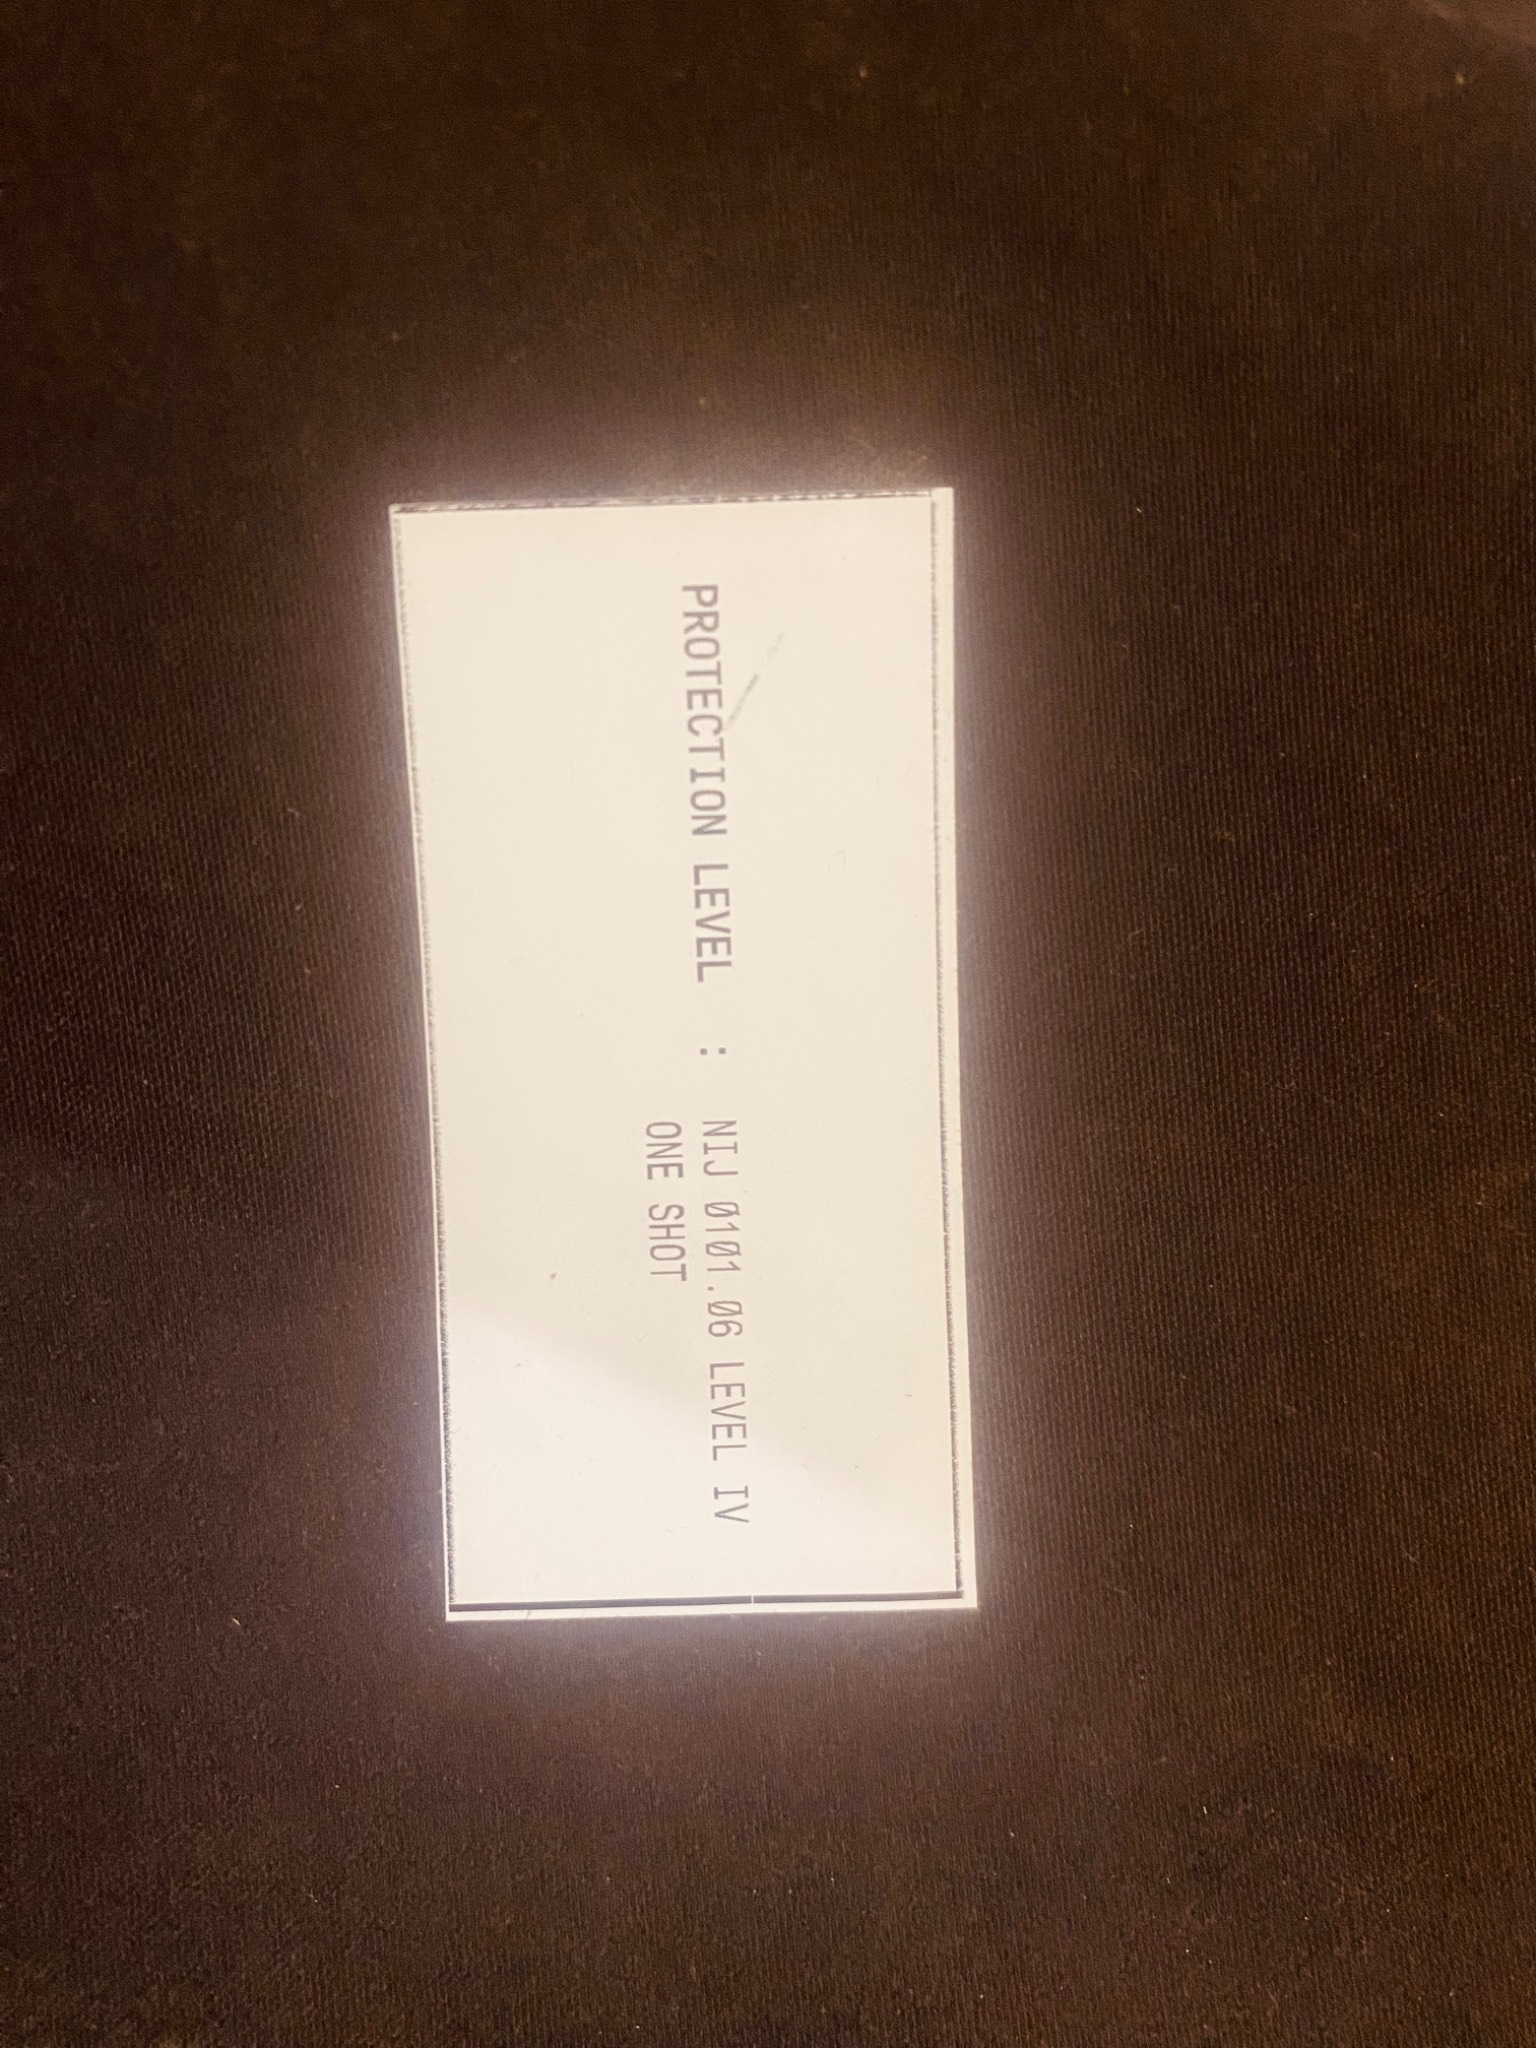 PROTECTION LEVEL : NIJ 0101.06 LEVEL IV
ONE SHOT